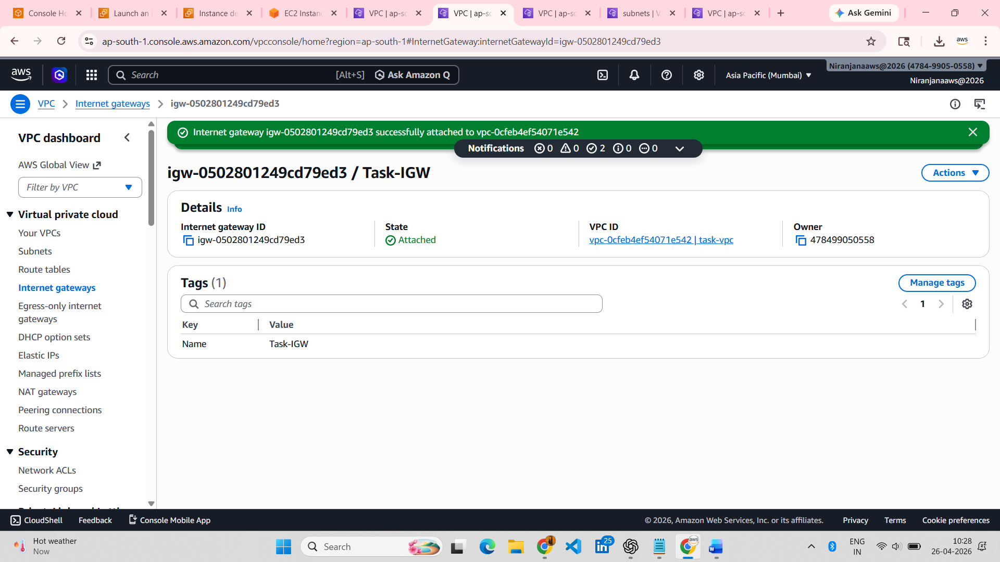 Console Ho
Launch an i
Instance de
EC2 Instanc
VPC | ap-so
VPC | ap-so
VPC | ap-so
subnets | V
VPC | ap-so
Ask Gemini
ap-south-1.console.aws.amazon.com/vpcconsole/home?region=ap-south-1#InternetGateway:internetGatewayId=igw-0502801249cd79ed3
aws
aws
Search
[Alt+S]
Ask Amazon Q
Asia Pacific (Mumbai)
Niranjanaaws@2026 (4784-9905-0558)
Niranjanaaws@2026
VPC
Internet gateways
igw-0502801249cd79ed3
VPC dashboard
AWS Global View
Filter by VPC
Virtual private cloud
Your VPCs
Subnets
Route tables
Internet gateways
Egress-only internet
gateways
DHCP option sets
Elastic IPs
Managed prefix lists
NAT gateways
Peering connections
Route servers
Security
Network ACLs
Security groups
Internet gateway igw-0502801249cd79ed3 successfully attached to vpc-0cfeb4ef54071e542
Notifications 0 0 2 0 0
igw-0502801249cd79ed3 / Task-IGW
Actions
Details Info
Internet gateway ID
igw-0502801249cd79ed3
State
Attached
VPC ID
vpc-0cfeb4ef54071e542 | task-vpc
Owner
478499050558
Tags (1)
Manage tags
Search tags
1
Key Value
Name Task-IGW
CloudShell Feedback Console Mobile App
© 2026, Amazon Web Services, Inc. or its affiliates. Privacy Terms Cookie preferences
Hot weather
Now
Search
25
aws
ENG
IN
10:28
26-04-2026